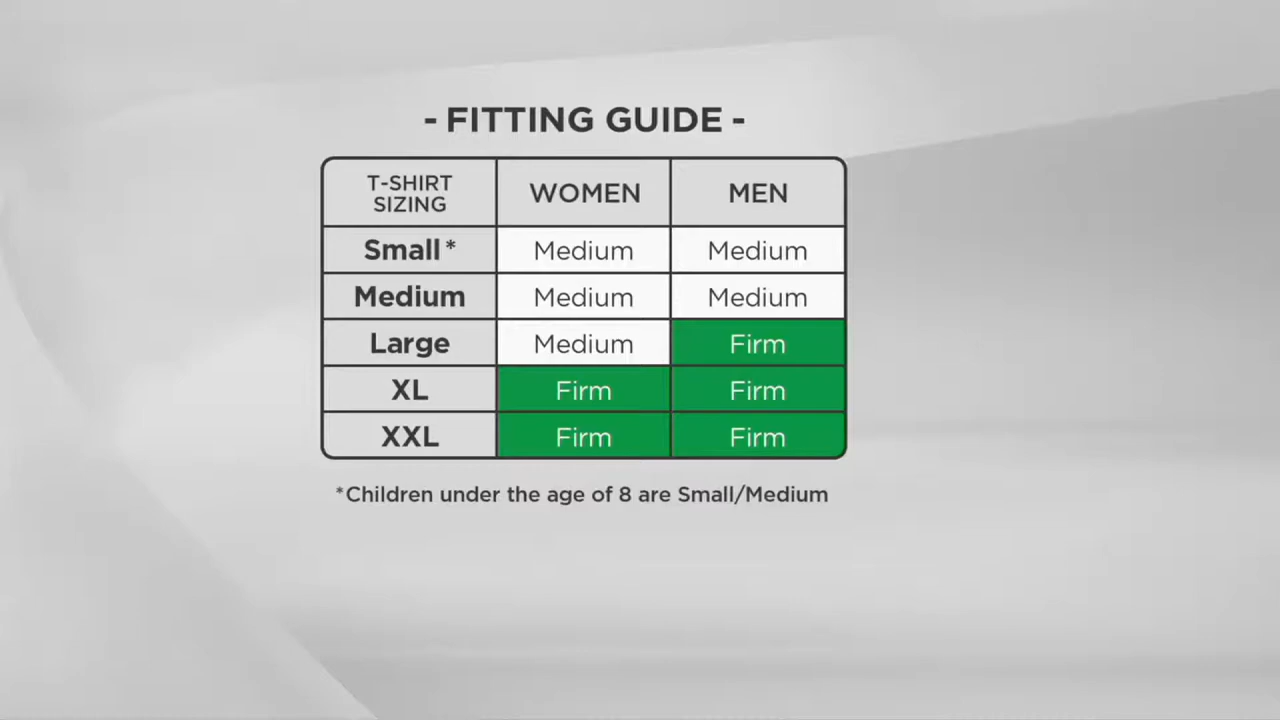 - FITTING GUIDE -
T-SHIRT SIZING WOMEN MEN
Small* Medium Medium
Medium Medium Medium
Large Medium Firm
XL Firm Firm
XXL Firm Firm
*Children under the age of 8 are Small/Medium